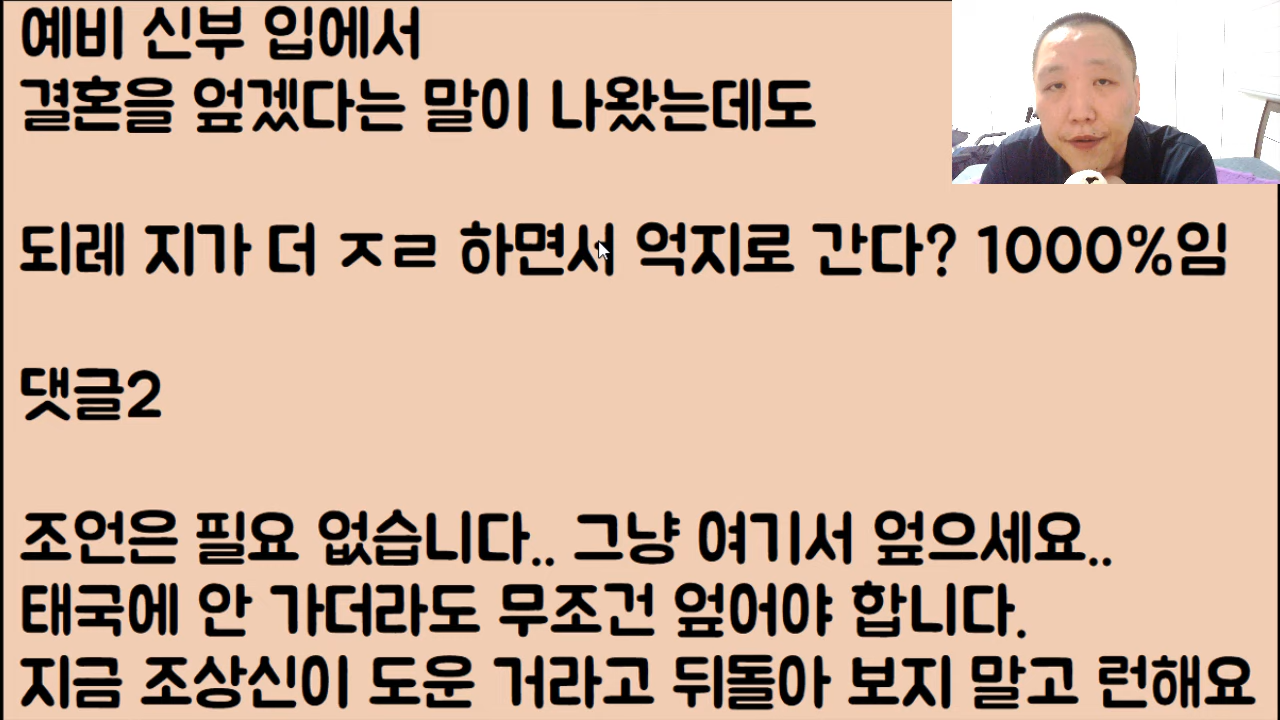 예비 신부 입에서
결혼을 엎겠다는 말이 나왔는데도
되레 지가 더 ㅈㄹ 하면서 억지로 간다? 1000%임
댓글2
조언은 필요 없습니다.. 그냥 여기서 엎으세요..
태국에 안 가더라도 무조건 엎어야 합니다.
지금 조상신이 도운 거라고 뒤돌아 보지 말고 런해요